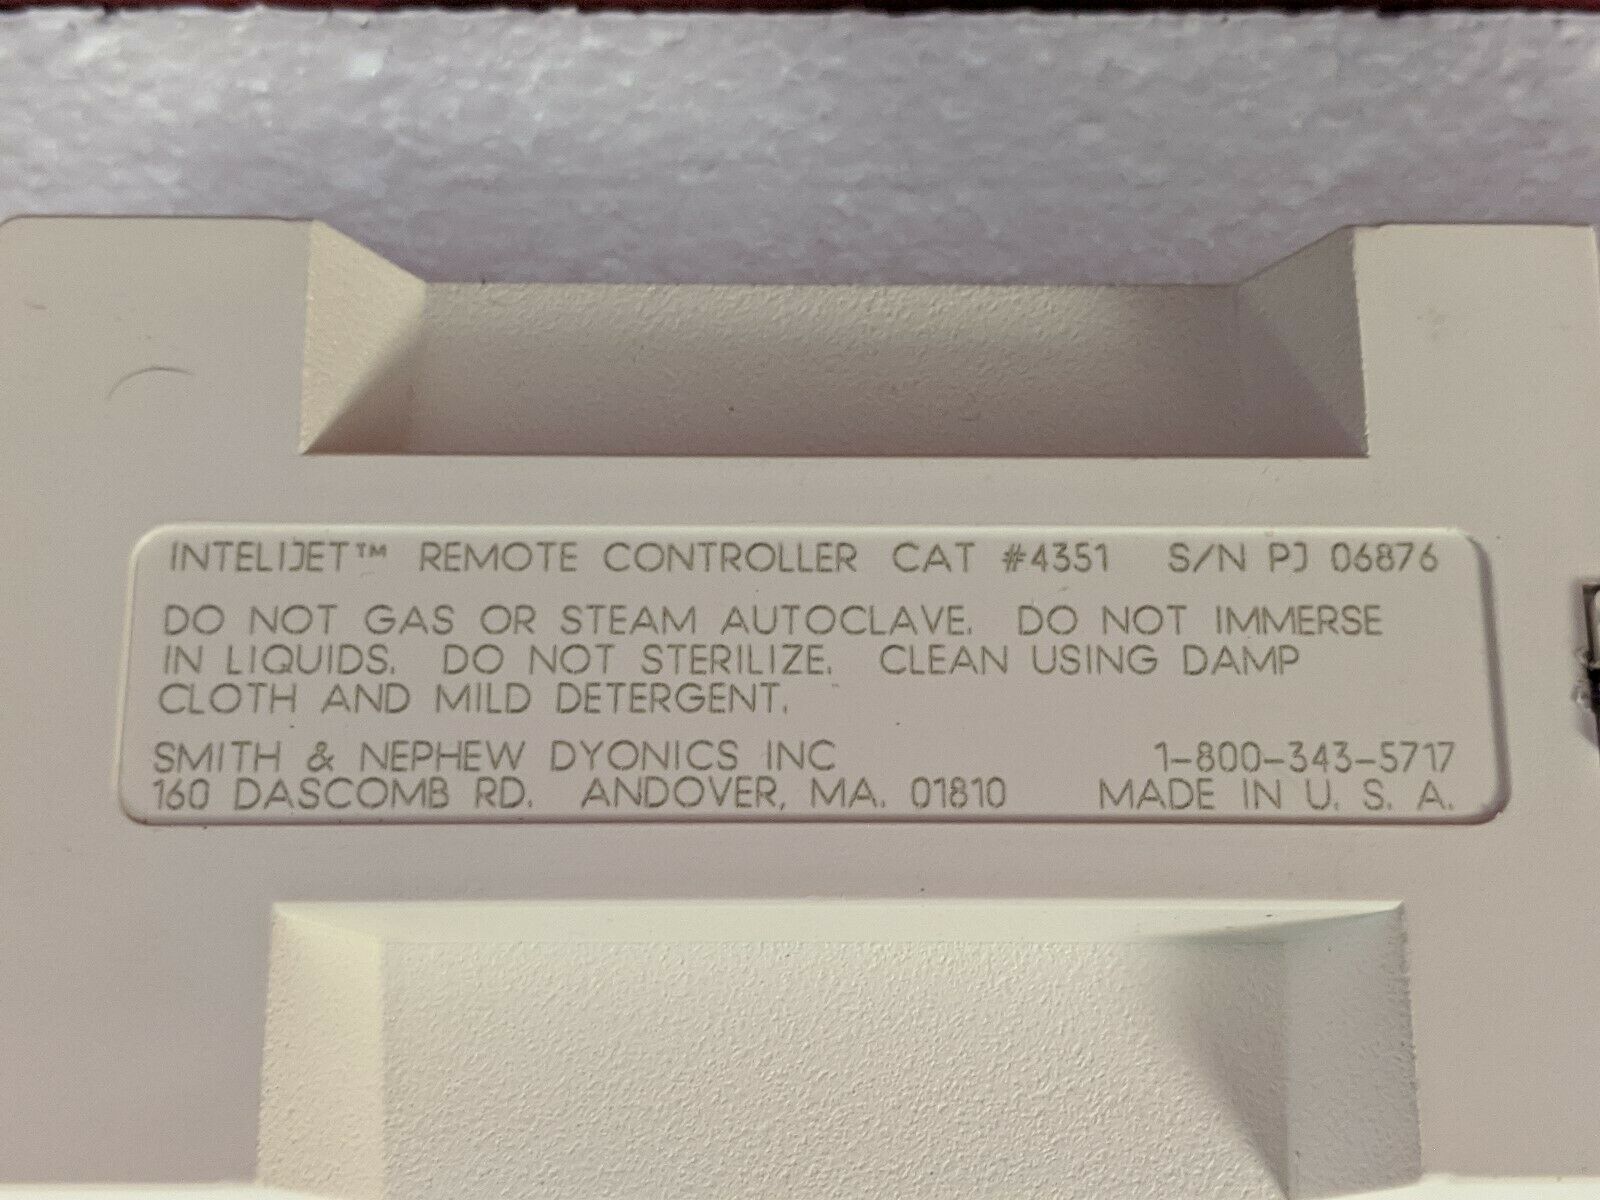 INTELIJET™ REMOTE CONTROLLER CAT #4351 S/N PJ 06876
DO NOT GAS OR STEAM AUTOCLAVE. DO NOT IMMERSE
IN LIQUIDS. DO NOT STERILIZE. CLEAN USING DAMP
CLOTH AND MILD DETERGENT.
SMITH & NEPHEW DYONICS INC 1-800-343-5717
160 DASCOMB RD. ANDOVER, MA. 01810 MADE IN U. S. A.